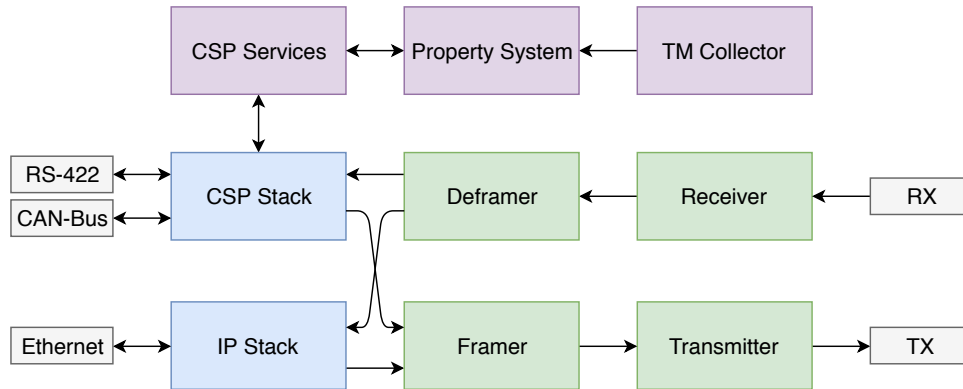 CSP Services
Property System
TM Collector
RS-422
CAN-Bus
CSP Stack
Deframer
Receiver
RX
Ethernet
IP Stack
Framer
Transmitter
TX